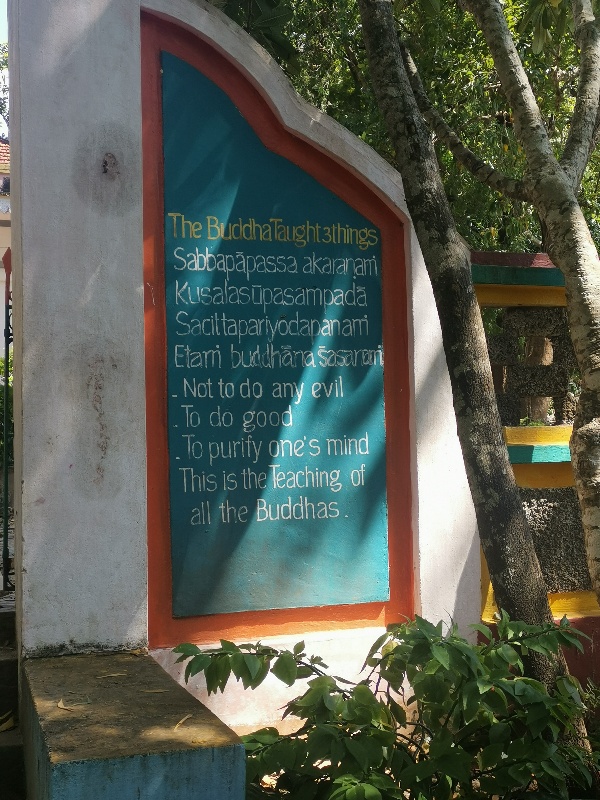 The Buddha Taught 3 things
Sabbapāpassa akaraṇaṁ
Kusalasūpasampadā
Sacittapariyodapanaṁ
Etaṁ buddhāna sāsanaṁ
- Not to do any evil
- To do good
- To purify one's mind
This is the Teaching of
all the Buddhas.